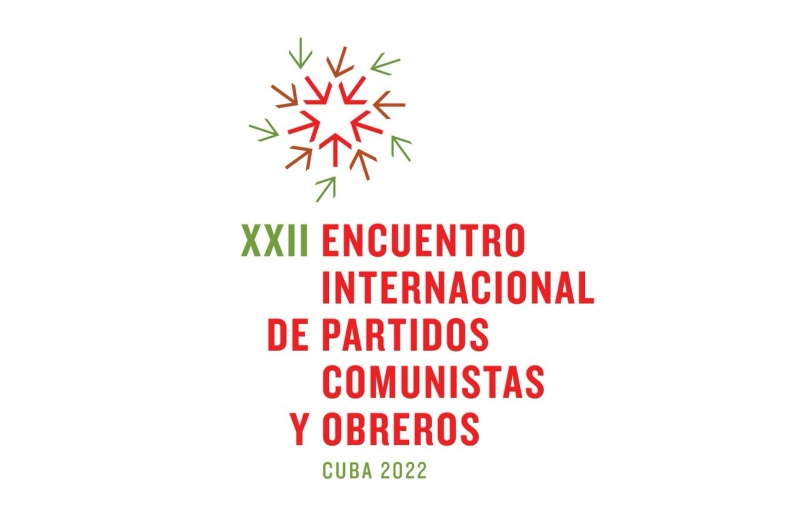 XXII ENCUENTRO
INTERNACIONAL
DE PARTIDOS
COMUNISTAS
Y OBREROS
CUBA 2022